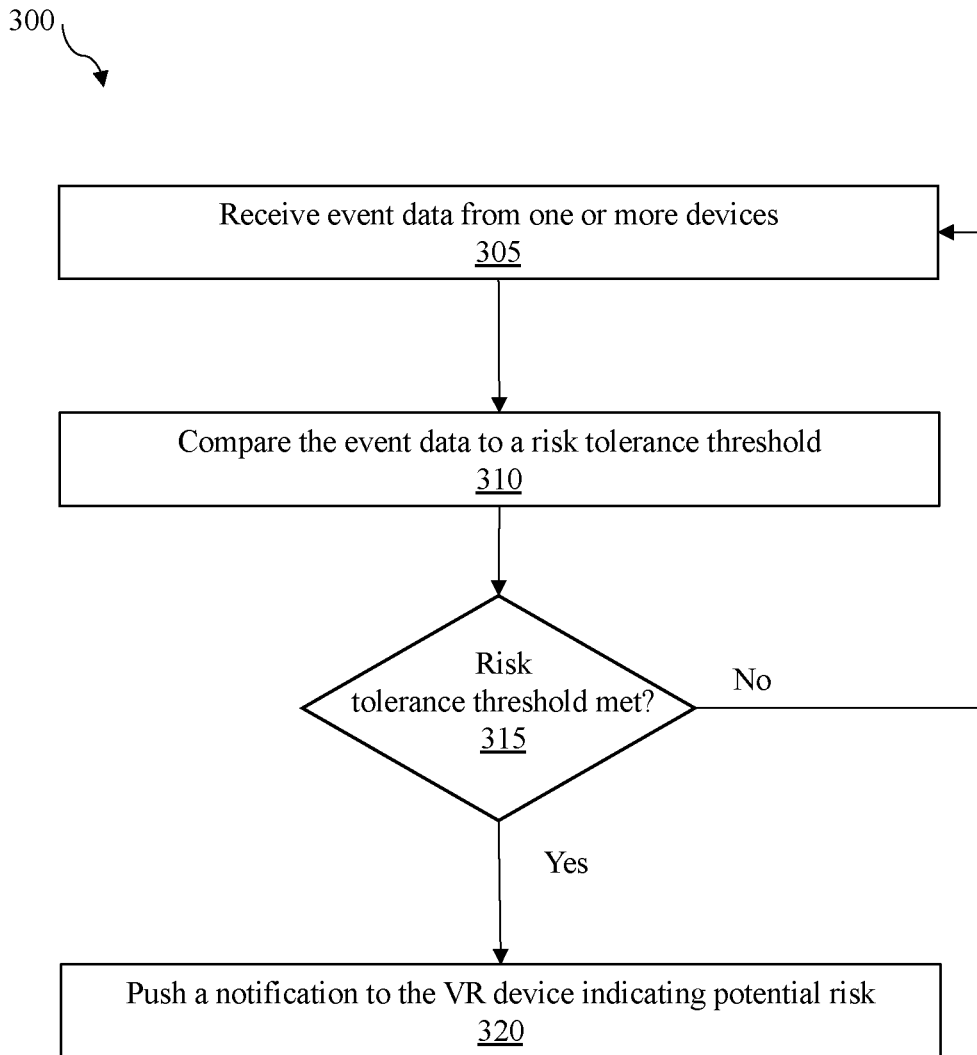 300
Receive event data from one or more devices
305
Compare the event data to a risk tolerance threshold
310
Risk
tolerance threshold met?
315
No
Yes
Push a notification to the VR device indicating potential risk
320